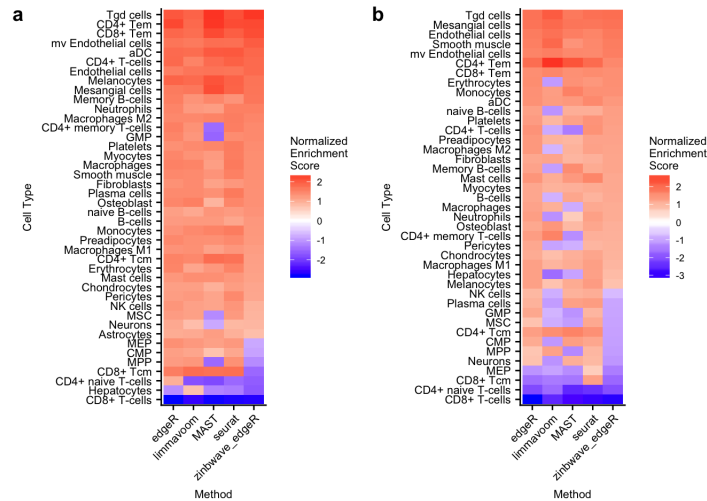 a
Tgd cells
CD4+ Tem
CD8+ Tem
mv Endothelial cells
aDC
CD4+ T-cells
Endothelial cells
Melanocytes
Mesangial cells
Memory B-cells
Neutrophils
Macrophages M2
CD4+ memory T-cells
GMP
Platelets
Myocytes
Macrophages
Smooth muscle
Fibroblasts
Plasma cells
Osteoblast
naive B-cells
B-cells
Monocytes
Preadipocytes
Macrophages M1
CD4+ Tcm
Erythrocytes
Mast cells
Chondrocytes
Pericytes
NK cells
MSC
Neurons
Astrocytes
MEP
CMP
MPP
CD8+ Tcm
CD4+ naive T-cells
Hepatocytes
CD8+ T-cells
Cell Type
edgeR
limmavoom
MAST
seurat
zinbwave_edgeR
Method
Normalized
Enrichment
Score
2
1
0
-1
-2
b
Tgd cells
Mesangial cells
Endothelial cells
Smooth muscle
mv Endothelial cells
CD4+ Tem
CD8+ Tem
Erythrocytes
Monocytes
aDC
naive B-cells
Platelets
CD4+ T-cells
Preadipocytes
Macrophages M2
Fibroblasts
Memory B-cells
Mast cells
Myocytes
B-cells
Macrophages
Neutrophils
Osteoblast
CD4+ memory T-cells
Pericytes
Chondrocytes
Macrophages M1
Hepatocytes
Melanocytes
NK cells
Plasma cells
GMP
MSC
CD4+ Tcm
CMP
MPP
Neurons
MEP
CD8+ Tcm
CD4+ naive T-cells
CD8+ T-cells
Cell Type
edgeR
limmavoom
MAST
seurat
zinbwave_edgeR
Method
Normalized
Enrichment
Score
2
1
0
-1
-2
-3